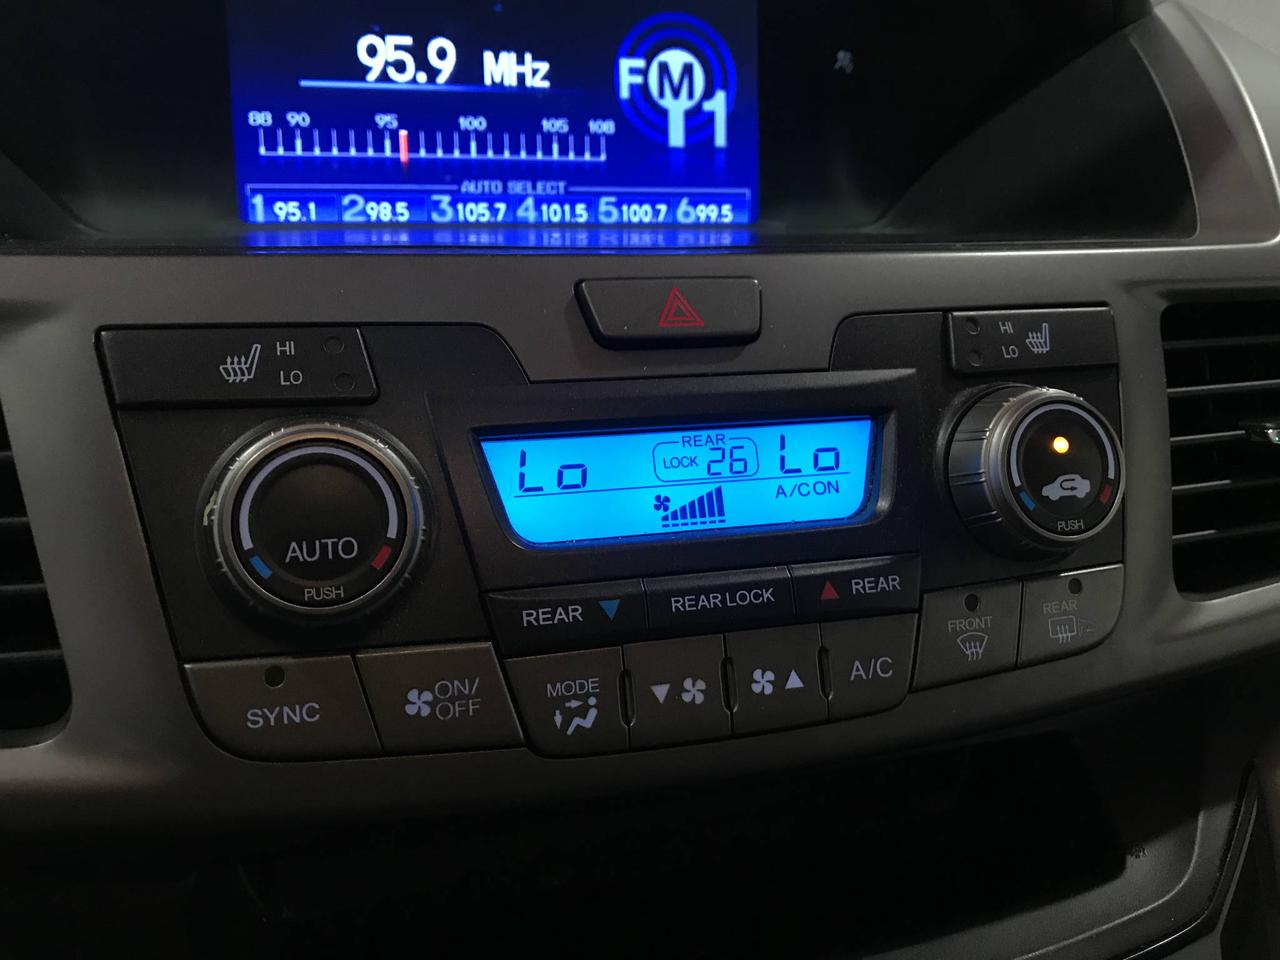 95.9 MHz
FM1
88 90 95 100 105 108
AUTO SELECT
1 95.1 2 98.5 3 105.7 4 101.5 5 100.7 6 99.5
HI
LO
HI
LO
AUTO
PUSH
Lo
REAR
LOCK 26
Lo
A/C ON
PUSH
REAR ▼
REAR LOCK
▲ REAR
FRONT
REAR
SYNC
ON/
OFF
MODE
▼
▲
A/C